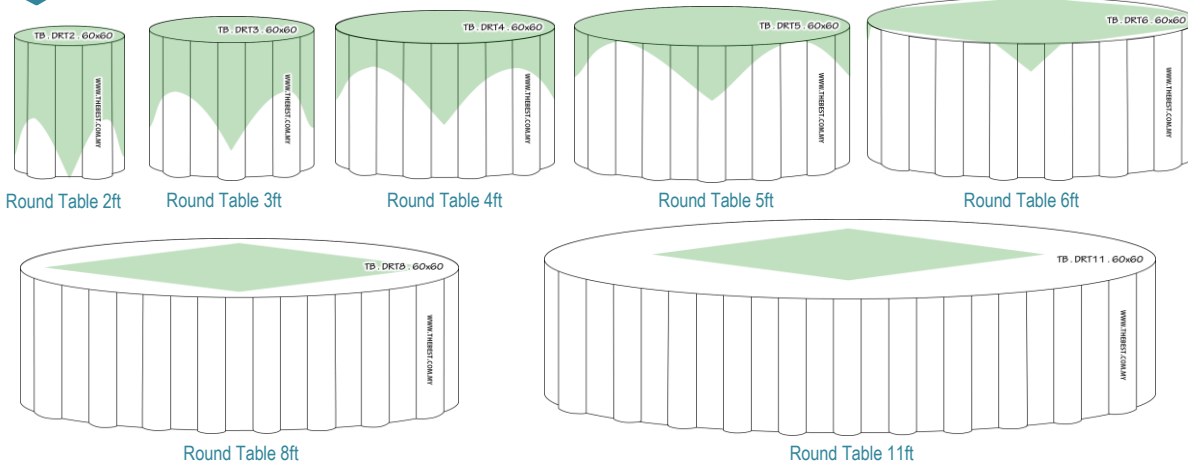 TB.DRT2.60x60
WWW.THEBEST.COM.MY
Round Table 2ft
TB.DRT3.60x60
WWW.THEBEST.COM.MY
Round Table 3ft
TB.DRT4.60x60
WWW.THEBEST.COM.MY
Round Table 4ft
TB.DRT5.60x60
WWW.THEBEST.COM.MY
Round Table 5ft
TB.DRT6.60x60
WWW.THEBEST.COM.MY
Round Table 6ft
TB.DRT8.60x60
WWW.THEBEST.COM.MY
Round Table 8ft
TB.DRT11.60x60
WWW.THEBEST.COM.MY
Round Table 11ft